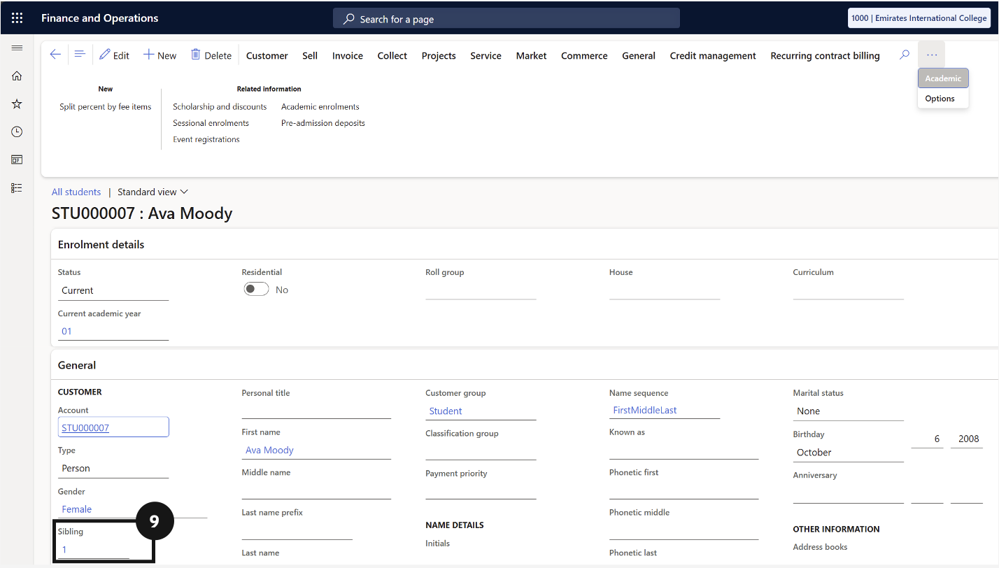 Finance and Operations
Search for a page
1000 | Emirates International College
Edit New Delete Customer Sell Invoice Collect Projects Service Market Commerce General Credit management Recurring contract billing ...
Academic
Options
New
Split percent by fee items
Related information
Scholarship and discounts Academic enrolments
Sessional enrolments Pre-admission deposits
Event registrations
All students | Standard view
STU000007 : Ava Moody
Enrolment details
Status Residential Roll group House Curriculum
Current No
Current academic year
01
General
CUSTOMER
Account
STU000007
Type
Person
Gender
Female
Sibling
1
9
Personal title
First name
Ava Moody
Middle name
Last name prefix
Last name
Customer group
Student
Classification group
Payment priority
NAME DETAILS
Initials
Name sequence
FirstMiddleLast
Known as
Phonetic first
Phonetic middle
Phonetic last
Marital status
None
Birthday
October 6 2008
Anniversary
OTHER INFORMATION
Address books